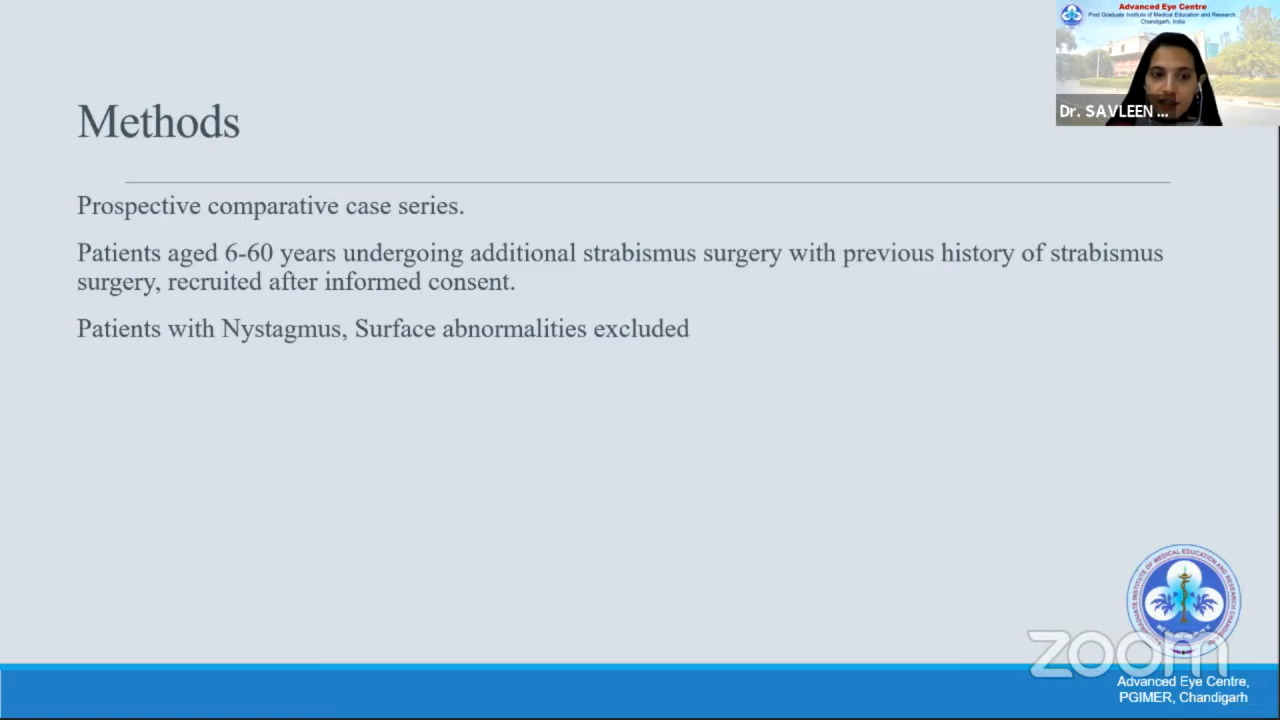 Advanced Eye Centre
Post Graduate Institute of Medical Education and Research,
Chandigarh, India
Dr. SAVLEEN ...
Methods
Prospective comparative case series.
Patients aged 6-60 years undergoing additional strabismus surgery with previous history of strabismus
surgery, recruited after informed consent.
Patients with Nystagmus, Surface abnormalities excluded
zoom
Advanced Eye Centre,
PGIMER, Chandigarh